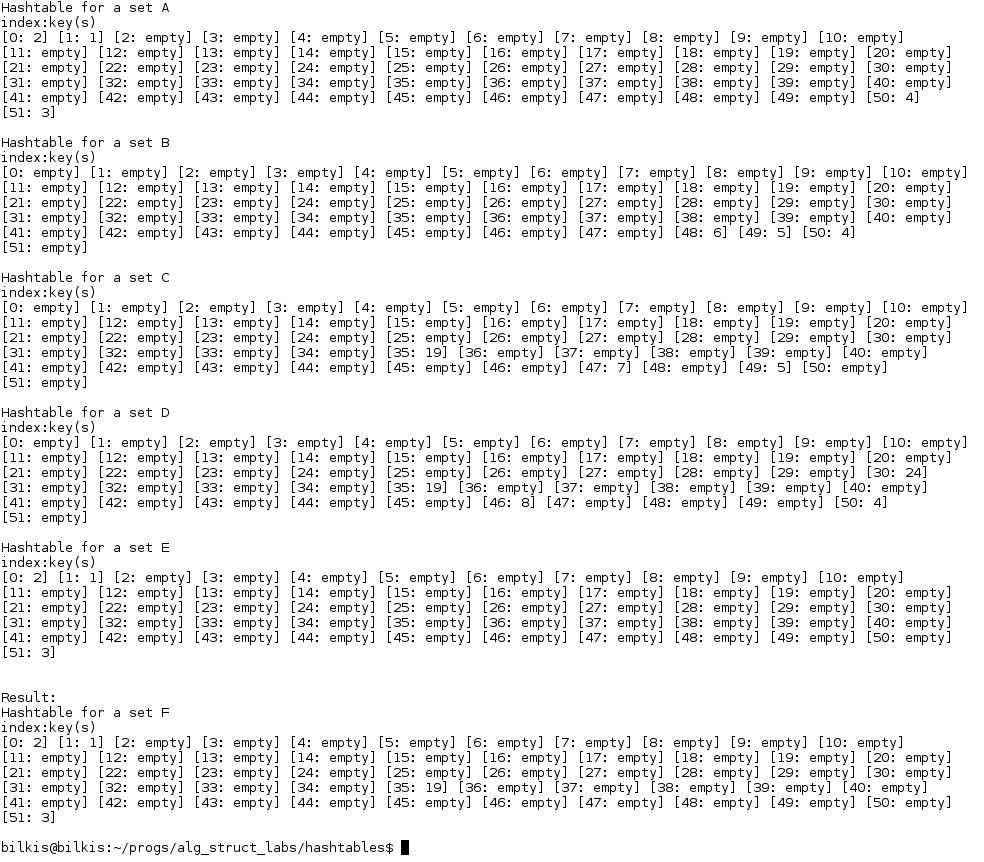 Hashtable for a set A
index:key(s)
[0: 2] [1: 1] [2: empty] [3: empty] [4: empty] [5: empty] [6: empty] [7: empty] [8: empty] [9: empty] [10: empty]
[11: empty] [12: empty] [13: empty] [14: empty] [15: empty] [16: empty] [17: empty] [18: empty] [19: empty] [20: empty]
[21: empty] [22: empty] [23: empty] [24: empty] [25: empty] [26: empty] [27: empty] [28: empty] [29: empty] [30: empty]
[31: empty] [32: empty] [33: empty] [34: empty] [35: empty] [36: empty] [37: empty] [38: empty] [39: empty] [40: empty]
[41: empty] [42: empty] [43: empty] [44: empty] [45: empty] [46: empty] [47: empty] [48: empty] [49: empty] [50: 4]
[51: 3]

Hashtable for a set B
index:key(s)
[0: empty] [1: empty] [2: empty] [3: empty] [4: empty] [5: empty] [6: empty] [7: empty] [8: empty] [9: empty] [10: empty]
[11: empty] [12: empty] [13: empty] [14: empty] [15: empty] [16: empty] [17: empty] [18: empty] [19: empty] [20: empty]
[21: empty] [22: empty] [23: empty] [24: empty] [25: empty] [26: empty] [27: empty] [28: empty] [29: empty] [30: empty]
[31: empty] [32: empty] [33: empty] [34: empty] [35: empty] [36: empty] [37: empty] [38: empty] [39: empty] [40: empty]
[41: empty] [42: empty] [43: empty] [44: empty] [45: empty] [46: empty] [47: empty] [48: 6] [49: 5] [50: 4]
[51: empty]

Hashtable for a set C
index:key(s)
[0: empty] [1: empty] [2: empty] [3: empty] [4: empty] [5: empty] [6: empty] [7: empty] [8: empty] [9: empty] [10: empty]
[11: empty] [12: empty] [13: empty] [14: empty] [15: empty] [16: empty] [17: empty] [18: empty] [19: empty] [20: empty]
[21: empty] [22: empty] [23: empty] [24: empty] [25: empty] [26: empty] [27: empty] [28: empty] [29: empty] [30: empty]
[31: empty] [32: empty] [33: empty] [34: empty] [35: 19] [36: empty] [37: empty] [38: empty] [39: empty] [40: empty]
[41: empty] [42: empty] [43: empty] [44: empty] [45: empty] [46: empty] [47: 7] [48: empty] [49: 5] [50: empty]
[51: empty]

Hashtable for a set D
index:key(s)
[0: empty] [1: empty] [2: empty] [3: empty] [4: empty] [5: empty] [6: empty] [7: empty] [8: empty] [9: empty] [10: empty]
[11: empty] [12: empty] [13: empty] [14: empty] [15: empty] [16: empty] [17: empty] [18: empty] [19: empty] [20: empty]
[21: empty] [22: empty] [23: empty] [24: empty] [25: empty] [26: empty] [27: empty] [28: empty] [29: empty] [30: 24]
[31: empty] [32: empty] [33: empty] [34: empty] [35: 19] [36: empty] [37: empty] [38: empty] [39: empty] [40: empty]
[41: empty] [42: empty] [43: empty] [44: empty] [45: empty] [46: 8] [47: empty] [48: empty] [49: empty] [50: 4]
[51: empty]

Hashtable for a set E
index:key(s)
[0: 2] [1: 1] [2: empty] [3: empty] [4: empty] [5: empty] [6: empty] [7: empty] [8: empty] [9: empty] [10: empty]
[11: empty] [12: empty] [13: empty] [14: empty] [15: empty] [16: empty] [17: empty] [18: empty] [19: empty] [20: empty]
[21: empty] [22: empty] [23: empty] [24: empty] [25: empty] [26: empty] [27: empty] [28: empty] [29: empty] [30: empty]
[31: empty] [32: empty] [33: empty] [34: empty] [35: empty] [36: empty] [37: empty] [38: empty] [39: empty] [40: empty]
[41: empty] [42: empty] [43: empty] [44: empty] [45: empty] [46: empty] [47: empty] [48: empty] [49: empty] [50: empty]
[51: 3]

Result:
Hashtable for a set F
index:key(s)
[0: 2] [1: 1] [2: empty] [3: empty] [4: empty] [5: empty] [6: empty] [7: empty] [8: empty] [9: empty] [10: empty]
[11: empty] [12: empty] [13: empty] [14: empty] [15: empty] [16: empty] [17: empty] [18: empty] [19: empty] [20: empty]
[21: empty] [22: empty] [23: empty] [24: empty] [25: empty] [26: empty] [27: empty] [28: empty] [29: empty] [30: empty]
[31: empty] [32: empty] [33: empty] [34: empty] [35: 19] [36: empty] [37: empty] [38: empty] [39: empty] [40: empty]
[41: empty] [42: empty] [43: empty] [44: empty] [45: empty] [46: empty] [47: empty] [48: empty] [49: empty] [50: empty]
[51: 3]

bilkis@bilkis:~/progs/alg_struct_labs/hashtables$